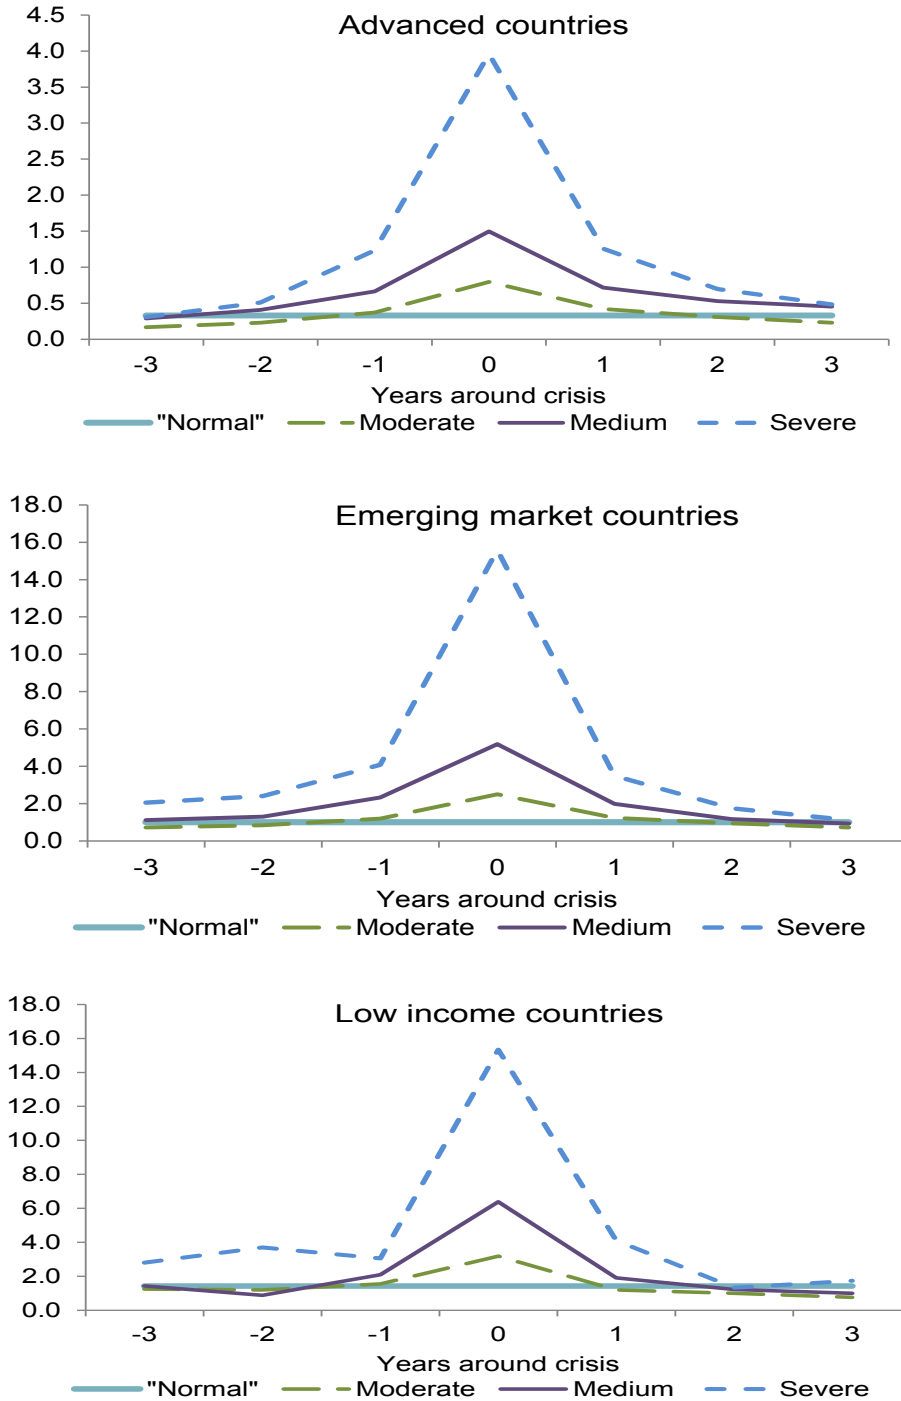 Advanced countries
4.5
4.0
3.5
3.0
2.5
2.0
1.5
1.0
0.5
0.0
-3 -2 -1 0 1 2 3
Years around crisis
"Normal" Moderate Medium Severe
Emerging market countries
18.0
16.0
14.0
12.0
10.0
8.0
6.0
4.0
2.0
0.0
-3 -2 -1 0 1 2 3
Years around crisis
"Normal" Moderate Medium Severe
Low income countries
18.0
16.0
14.0
12.0
10.0
8.0
6.0
4.0
2.0
0.0
-3 -2 -1 0 1 2 3
Years around crisis
"Normal" Moderate Medium Severe